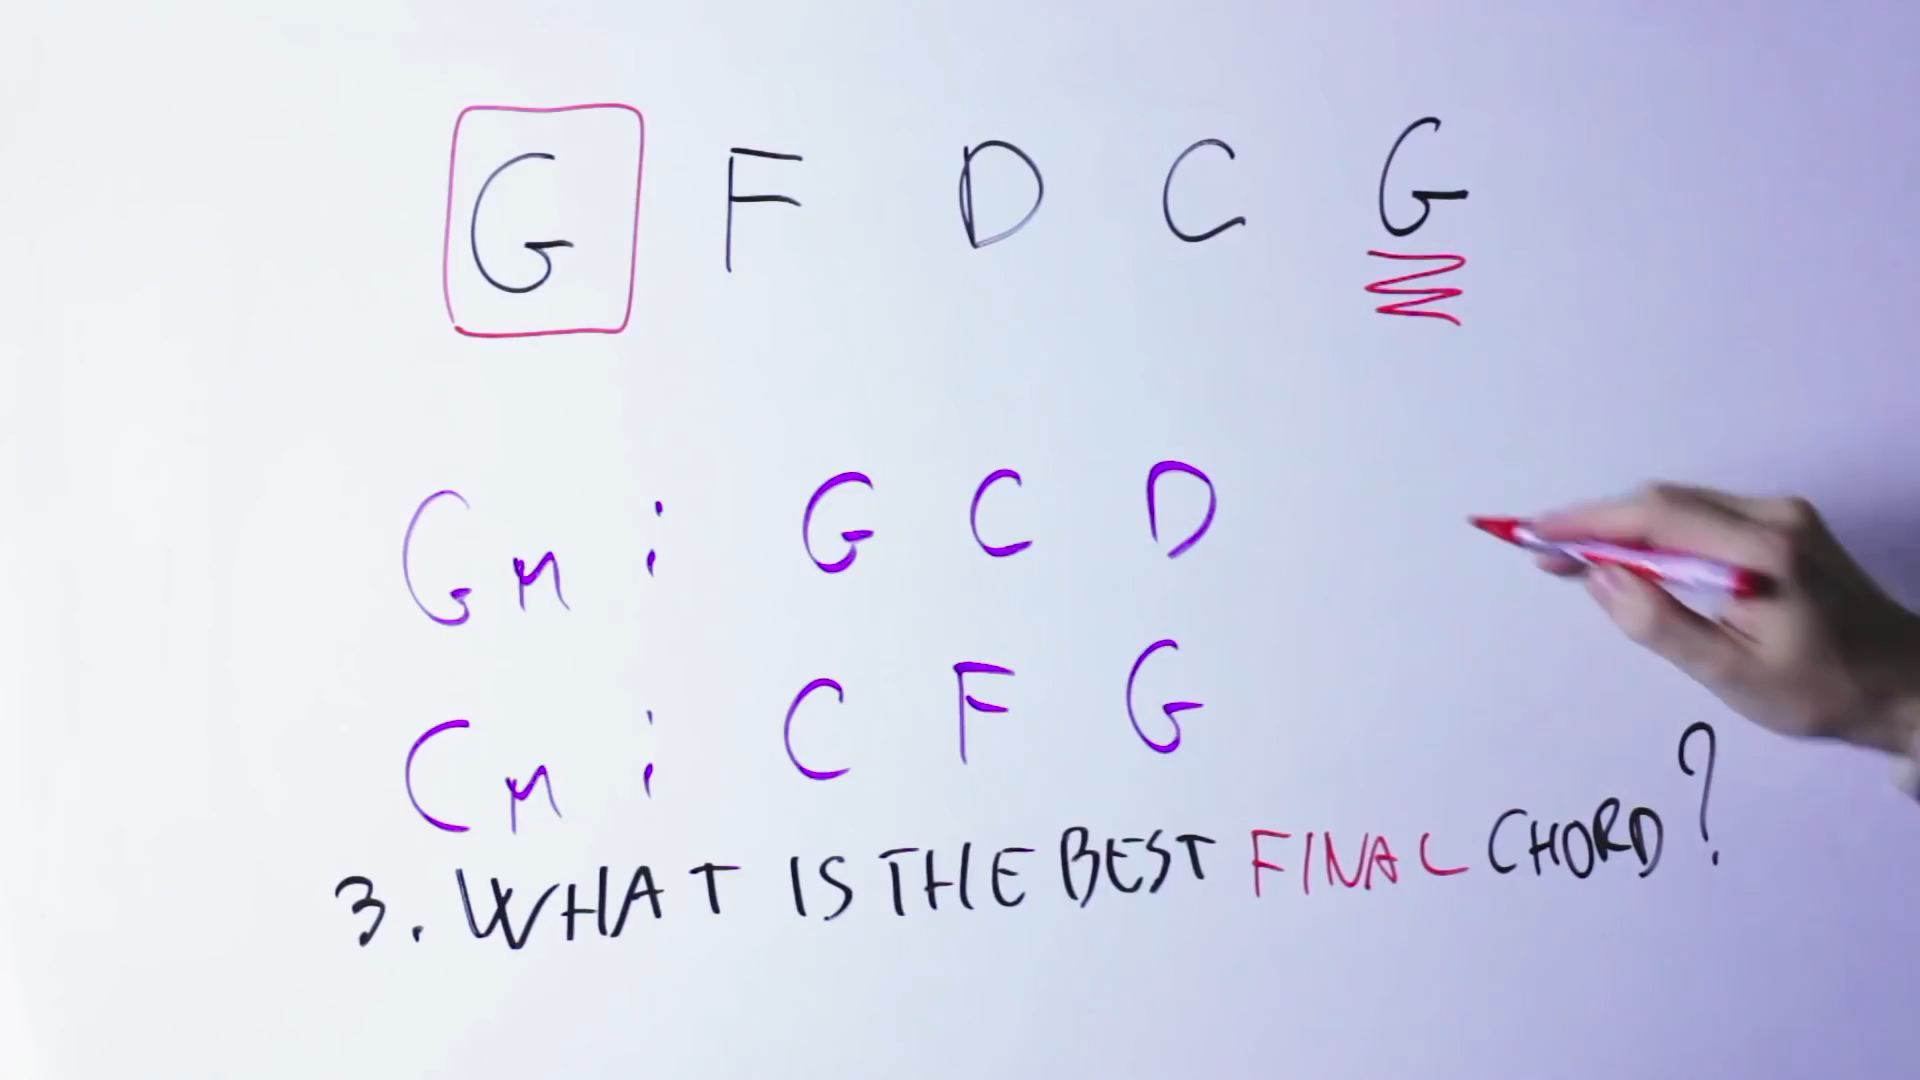 G F D C G
GM : G C D
CM : C F G
3. WHAT IS THE BEST FINAL CHORD?